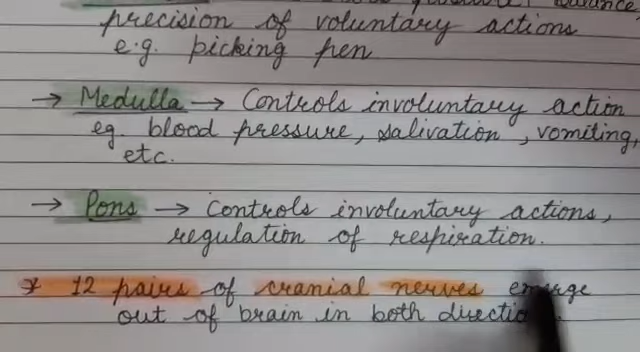 balance
precision of voluntary actions
e.g. picking pen
→ Medulla → Controls involuntary action
eg. blood pressure, salivation, vomiting,
etc.
→ Pons → Controls involuntary actions,
regulation of respiration.
* 12 pairs of cranial nerves emerge
out of brain in both